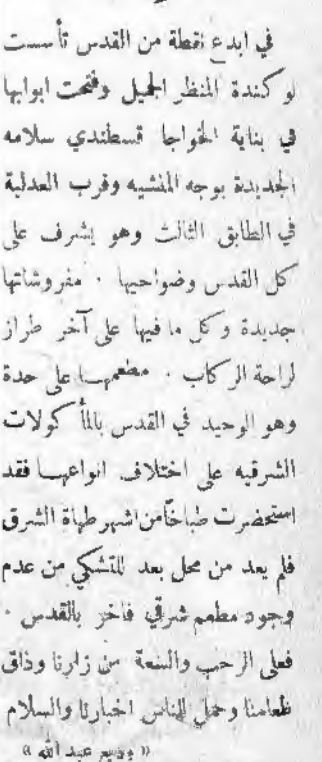 في ابدع نقطة من القدس تأسست
لوكندة المنظر الجميل وفتحت ابوابها
في بناية الخواجا قسطندي سلامه
الجديدة بوجه المنشيه وقرب العدلية
في الطابق الثالث وهو يشرف على
كل القدس وضواحيها . مفروشاتها
جديدة وكل ما فيها على آخر طراز
لراحة الركاب . مطعمها على حدة
وهو الوحيد في القدس بالمأكولات
الشرقيه على اختلاف انواعها فقد
استحضرت طباخًا من اشهر طهاة الشرق
فلم يعد من محل بعد للتشكي من عدم
وجود مطعم شرقي فاخر بالقدس .
فعلى الرحب والسعة من زارنا وذاق
طعامنا وحمل للناس اخبارنا والسلام
« وديع عبد الله »